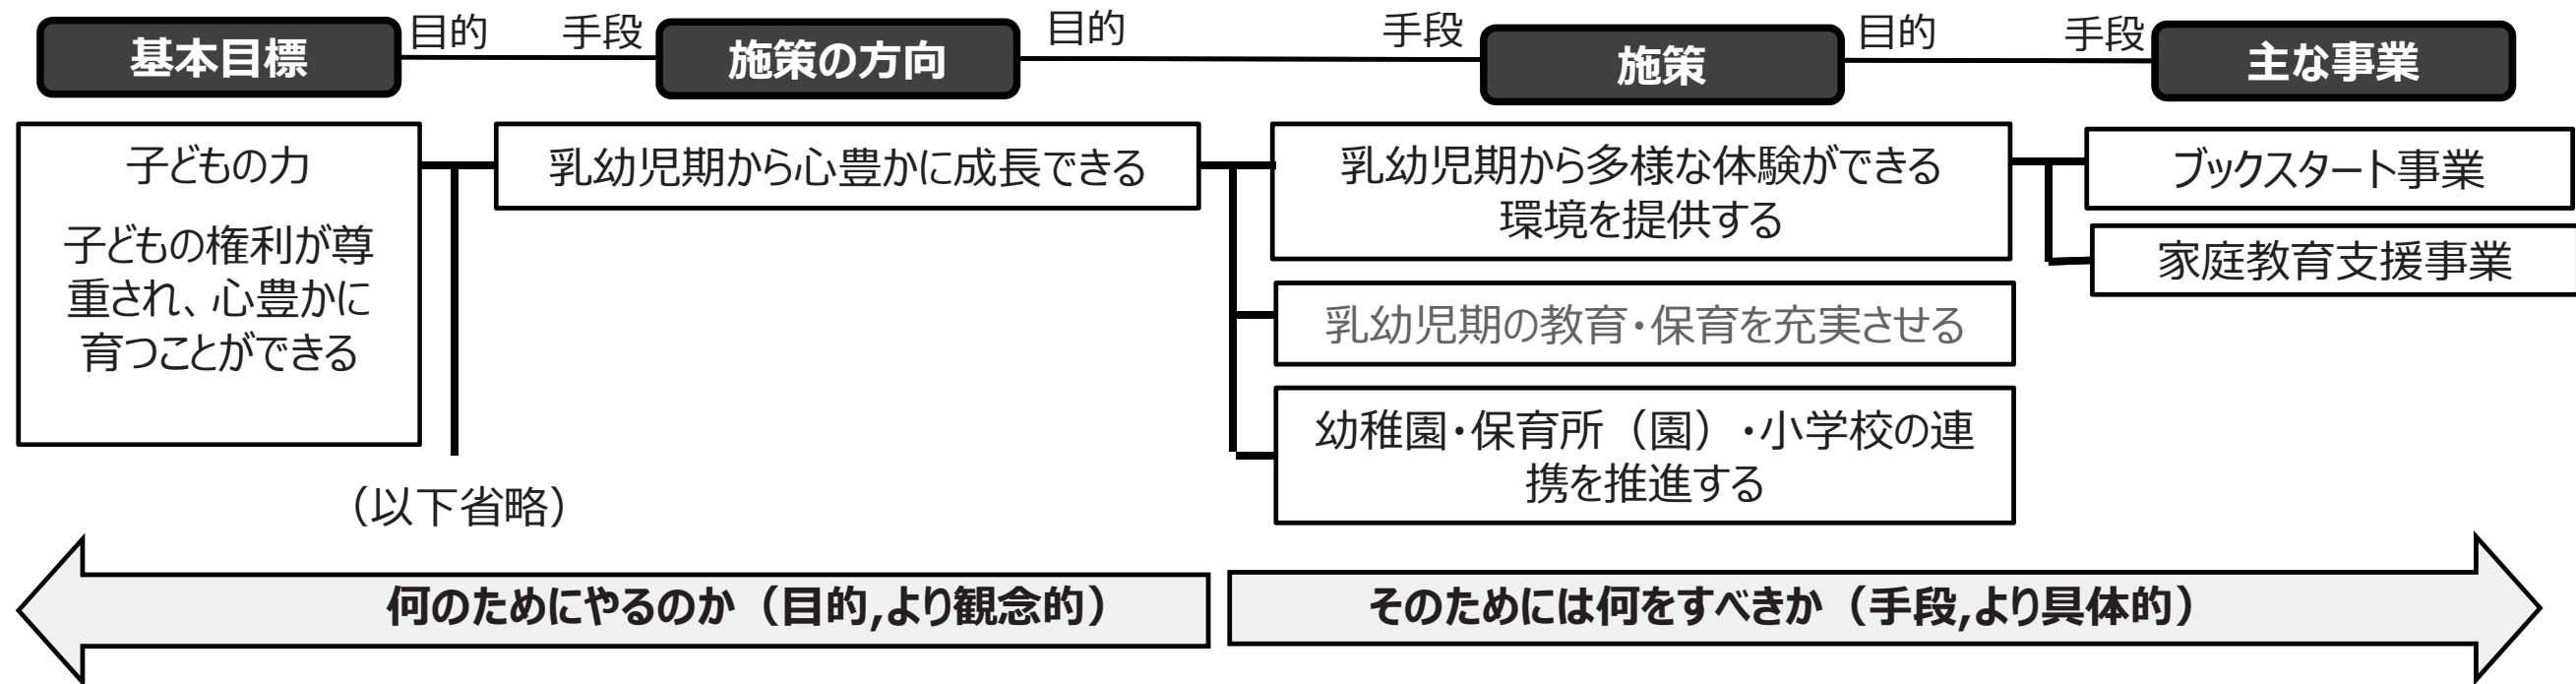 基本目標
目的
手段
施策の方向
目的
手段
施策
目的
手段
主な事業
子どもの力
子どもの権利が尊
重され、心豊かに
育つことができる
乳幼児期から心豊かに成長できる
乳幼児期から多様な体験ができる
環境を提供する
乳幼児期の教育・保育を充実させる
幼稚園・保育所（園）・小学校の連
携を推進する
ブックスタート事業
家庭教育支援事業
（以下省略）
何のためにやるのか（目的,より観念的）
そのためには何をすべきか（手段,より具体的）